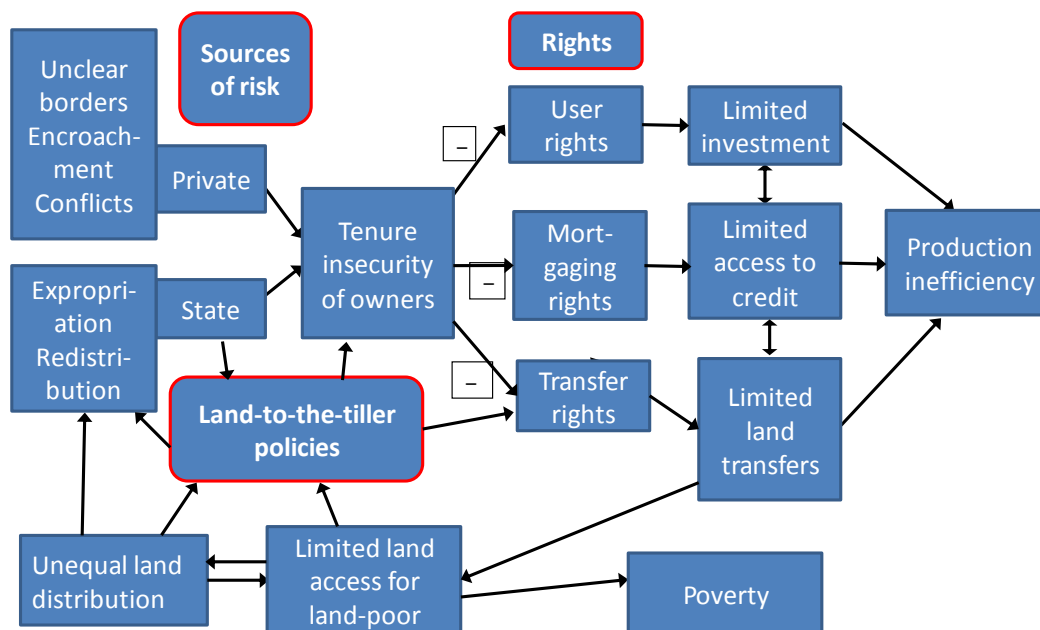 Sources
of risk
Rights
Unclear
borders
Encroach-
ment
Conflicts
Private
User
rights
Limited
investment
–
Tenure
insecurity
of owners
Mort-
gaging
rights
–
Limited
access to
credit
Production
inefficiency
Expropri-
ation
Redistri-
bution
State
–
Transfer
rights
Limited
land
transfers
Land-to-the-tiller
policies
Unequal land
distribution
Limited land
access for
land-poor
Poverty